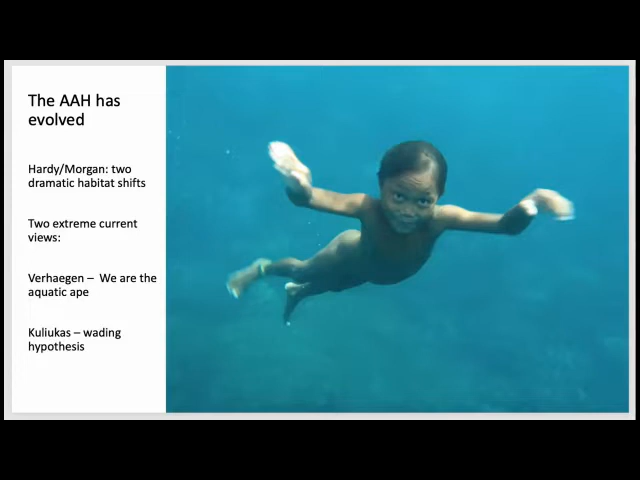 The AAH has
evolved
Hardy/Morgan: two
dramatic habitat shifts
Two extreme current
views:
Verhaegen – We are the
aquatic ape
Kuliukas – wading
hypothesis